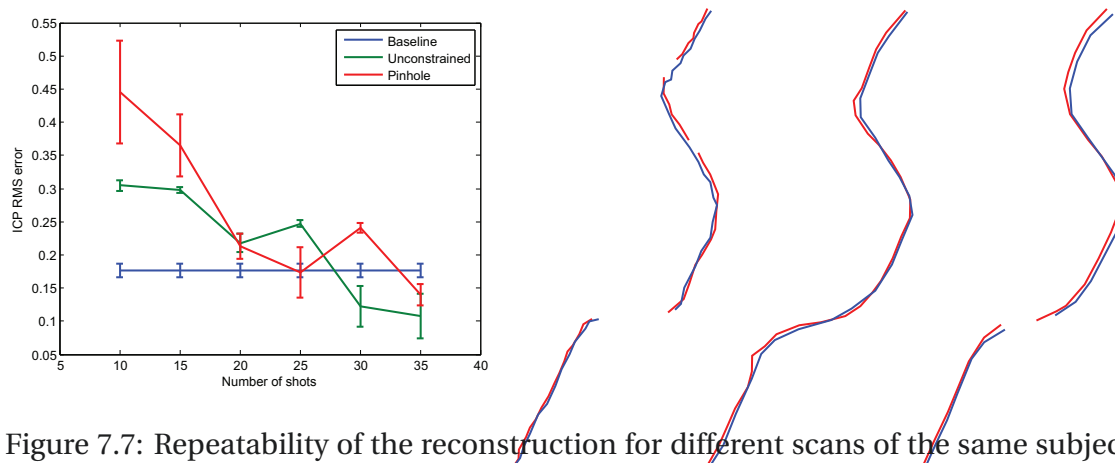 0.55
0.5
0.45
0.4
0.35
0.3
0.25
0.2
0.15
0.1
0.05
ICP RMS error
Baseline
Unconstrained
Pinhole
5 10 15 20 25 30 35 40
Number of shots
Figure 7.7: Repeatability of the reconstruction for different scans of the same subjec